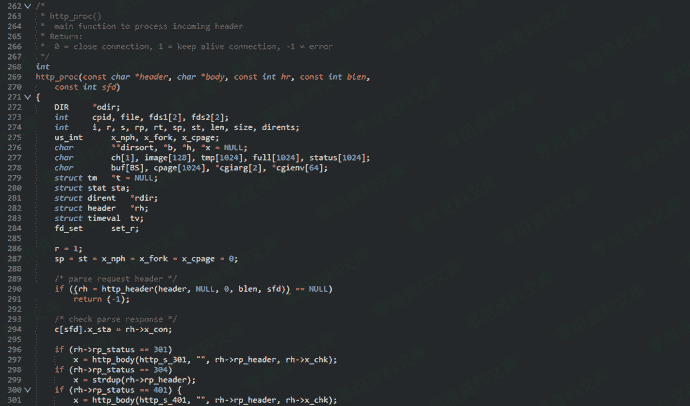 262 /*
263  * http_proc()
264  *  main function to process incoming header
265  * Return:
266  *  0 = close connection, 1 = keep alive connection, -1 = error
267  */
268 int
269 http_proc(const char *header, char *body, const int hr, const int blen,
270     const int sfd)
271 {
272     DIR     *odir;
273     int     cpid, file, fds1[2], fds2[2];
274     int     i, r, s, rp, rt, sp, st, len, size, dirents;
275     us_int      x_nph, x_fork, x_cpage;
276     char        **dirsort, *b, *h, *x = NULL;
277     char        ch[1], image[128], tmp[1024], full[1024], status[1024];
278     char        buf[BS], cpage[1024], *cgiarg[2], *cgienv[64];
279     struct tm   *t = NULL;
280     struct stat sta;
281     struct dirent   *rdir;
282     struct header   *rh;
283     struct timeval  tv;
284     fd_set      set_r;
285
286     r = 1;
287     sp = st = x_nph = x_fork = x_cpage = 0;
288
289     /* parse request header */
290     if ((rh = http_header(header, NULL, 0, blen, sfd)) == NULL)
291         return (-1);
292
293     /* check parse response */
294     c[sfd].x_sta = rh->x_con;
295
296     if (rh->rp_status == 301)
297         x = http_body(http_s_301, "", rh->rp_header, rh->x_chk);
298     if (rh->rp_status == 304)
299         x = strdup(rh->rp_header);
300     if (rh->rp_status == 401) {
301         x = http_body(http_s_401, "", rh->rp_header, rh->x_chk);